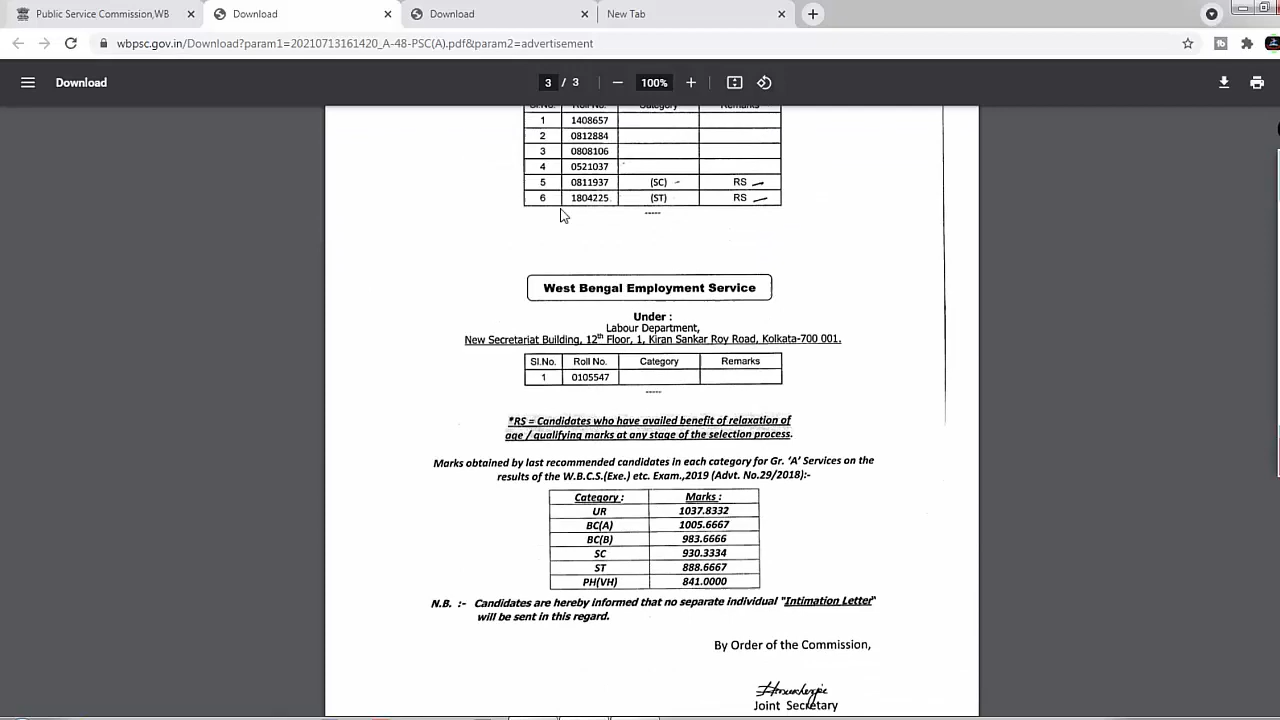 Public Service Commission,WB
Download
Download
New Tab
wbpsc.gov.in/Download?param1=20210713161420_A-48-PSC(A).pdf&param2=advertisement
Download
3 / 3
100%
Sl.No. Roll No. Category Remarks
1 1408657
2 0812884
3 0808106
4 0521037
5 0811937 (SC) RS
6 1804225 (ST) RS
-----
West Bengal Employment Service
Under :
Labour Department,
New Secretariat Building, 12th Floor, 1, Kiran Sankar Roy Road, Kolkata-700 001.
Sl.No. Roll No. Category Remarks
1 0105547
-----
*RS = Candidates who have availed benefit of relaxation of
age / qualifying marks at any stage of the selection process.
Marks obtained by last recommended candidates in each category for Gr. 'A' Services on the
results of the W.B.C.S.(Exe.) etc. Exam.,2019 (Advt. No.29/2018):-
Category : Marks :
UR 1037.8332
BC(A) 1005.6667
BC(B) 983.6666
SC 930.3334
ST 888.6667
PH(VH) 841.0000
N.B. :- Candidates are hereby informed that no separate individual "Intimation Letter"
will be sent in this regard.
By Order of the Commission,
Joint Secretary